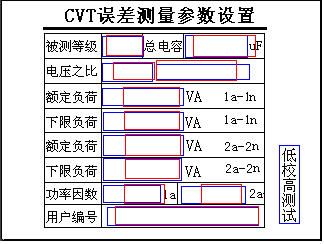 CVT误差测量参数设置
被测等级 总电容 uF
电压之比
额定负荷 VA 1a-1n
下限负荷 VA 1a-1n
额定负荷 VA 2a-2n
下限负荷 VA 2a-2n
功率因数 1a 2a
用户编号
低校高测试